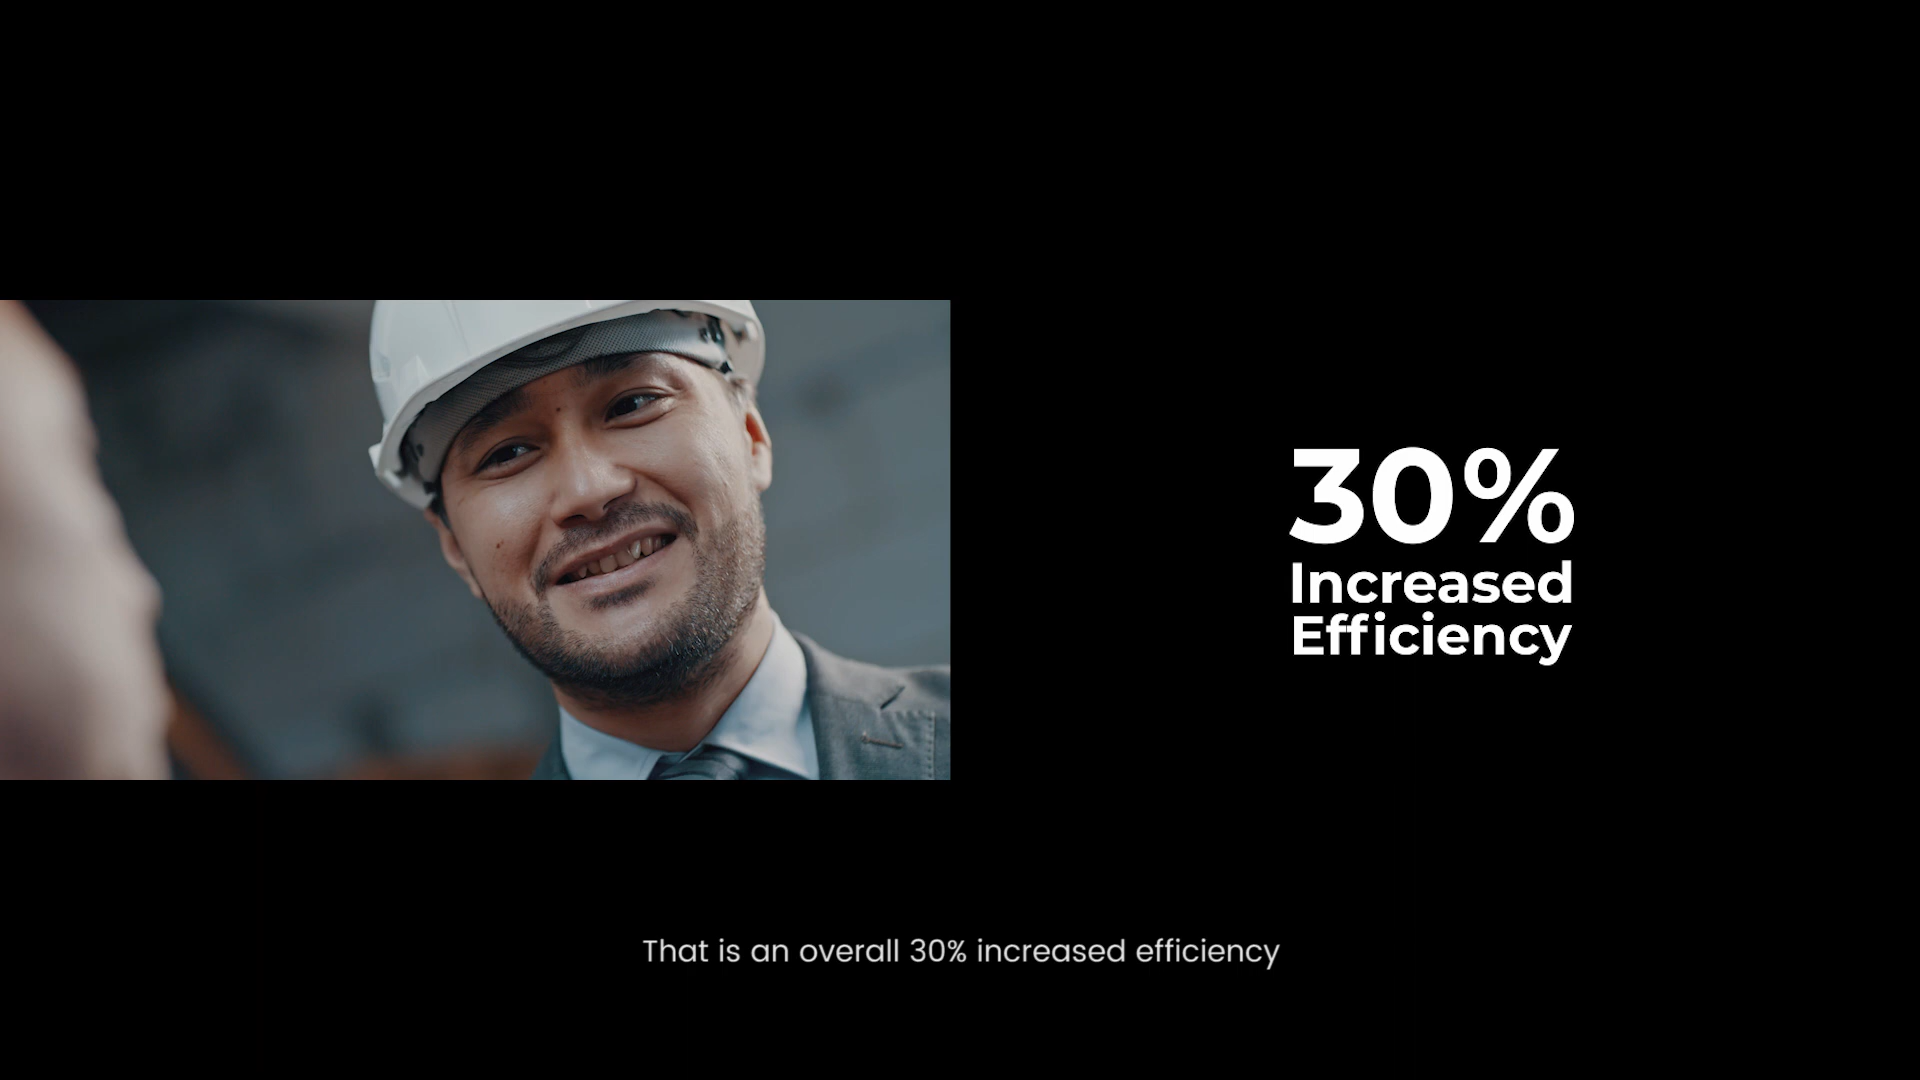 30%
Increased
Efficiency
That is an overall 30% increased efficiency